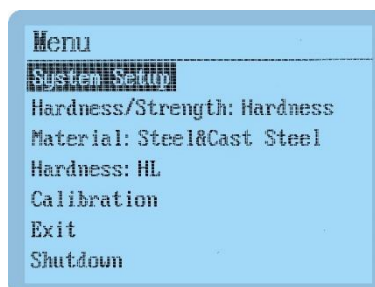 Menu
System Setup
Hardness/Strength: Hardness
Material: Steel&Cast Steel
Hardness: HL
Calibration
Exit
Shutdown